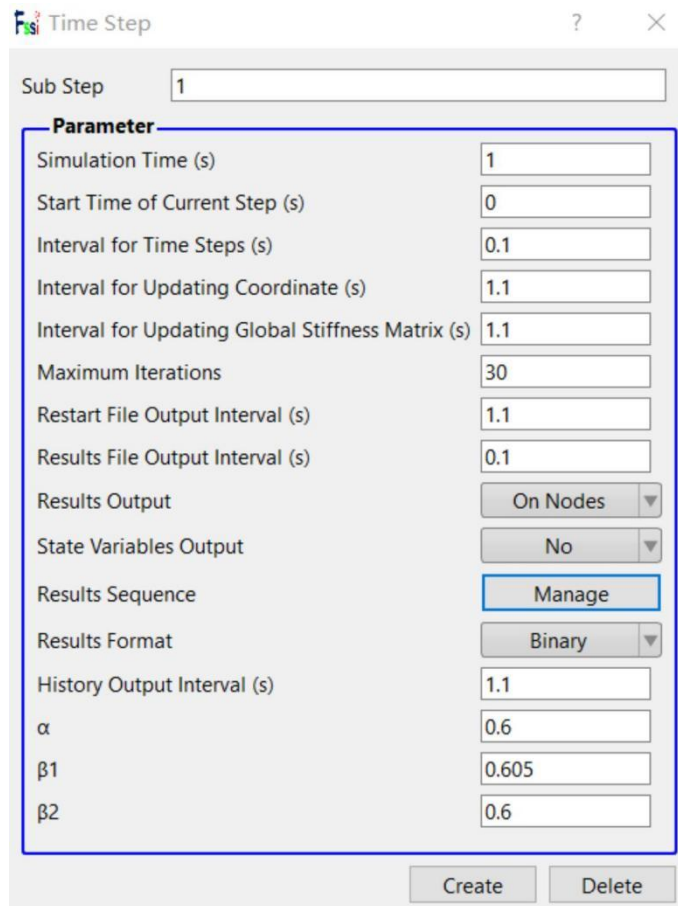 Fssi Time Step ? ×
Sub Step 1
Parameter
Simulation Time (s) 1
Start Time of Current Step (s) 0
Interval for Time Steps (s) 0.1
Interval for Updating Coordinate (s) 1.1
Interval for Updating Global Stiffness Matrix (s) 1.1
Maximum Iterations 30
Restart File Output Interval (s) 1.1
Results File Output Interval (s) 0.1
Results Output On Nodes
State Variables Output No
Results Sequence Manage
Results Format Binary
History Output Interval (s) 1.1
α 0.6
β1 0.605
β2 0.6
Create Delete